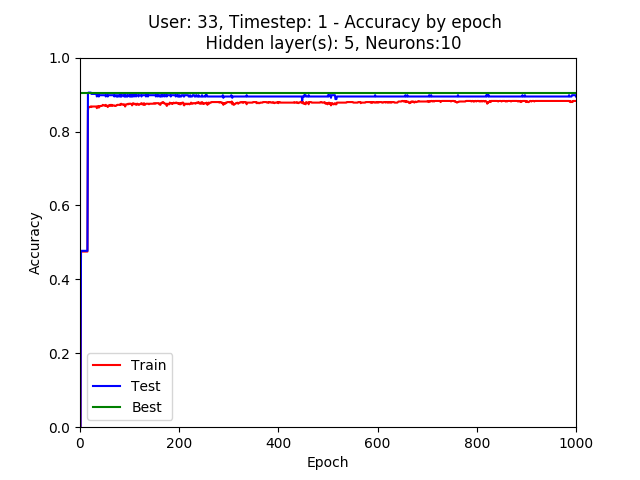 User: 33, Timestep: 1 - Accuracy by epoch
Hidden layer(s): 5, Neurons:10
1.0
0.8
0.6
0.4
0.2
0.0
Accuracy
Train
Test
Best
0 200 400 600 800 1000
Epoch